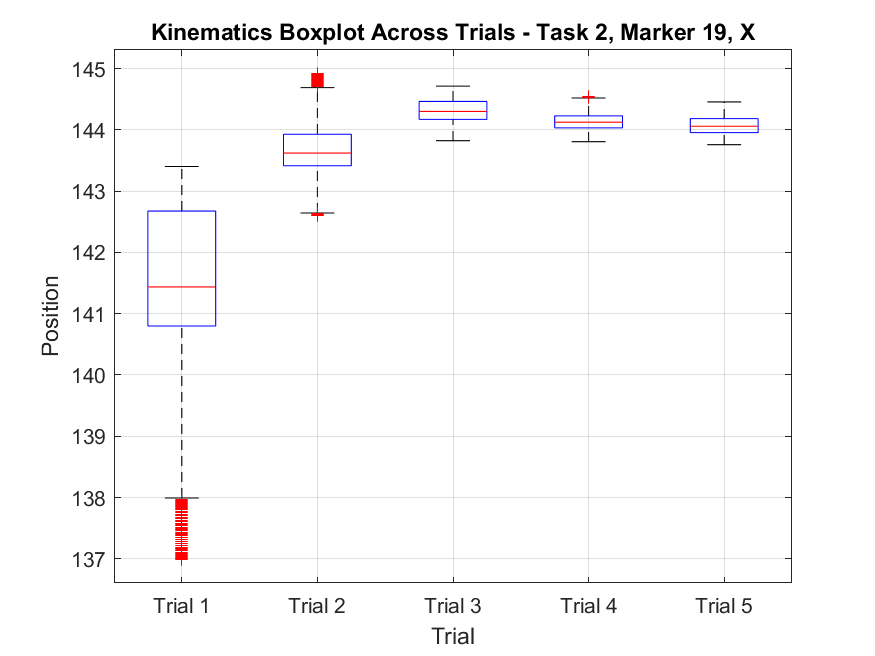 Kinematics Boxplot Across Trials - Task 2, Marker 19, X
145
144
143
142
141
140
139
138
137
Position
Trial 1 Trial 2 Trial 3 Trial 4 Trial 5
Trial